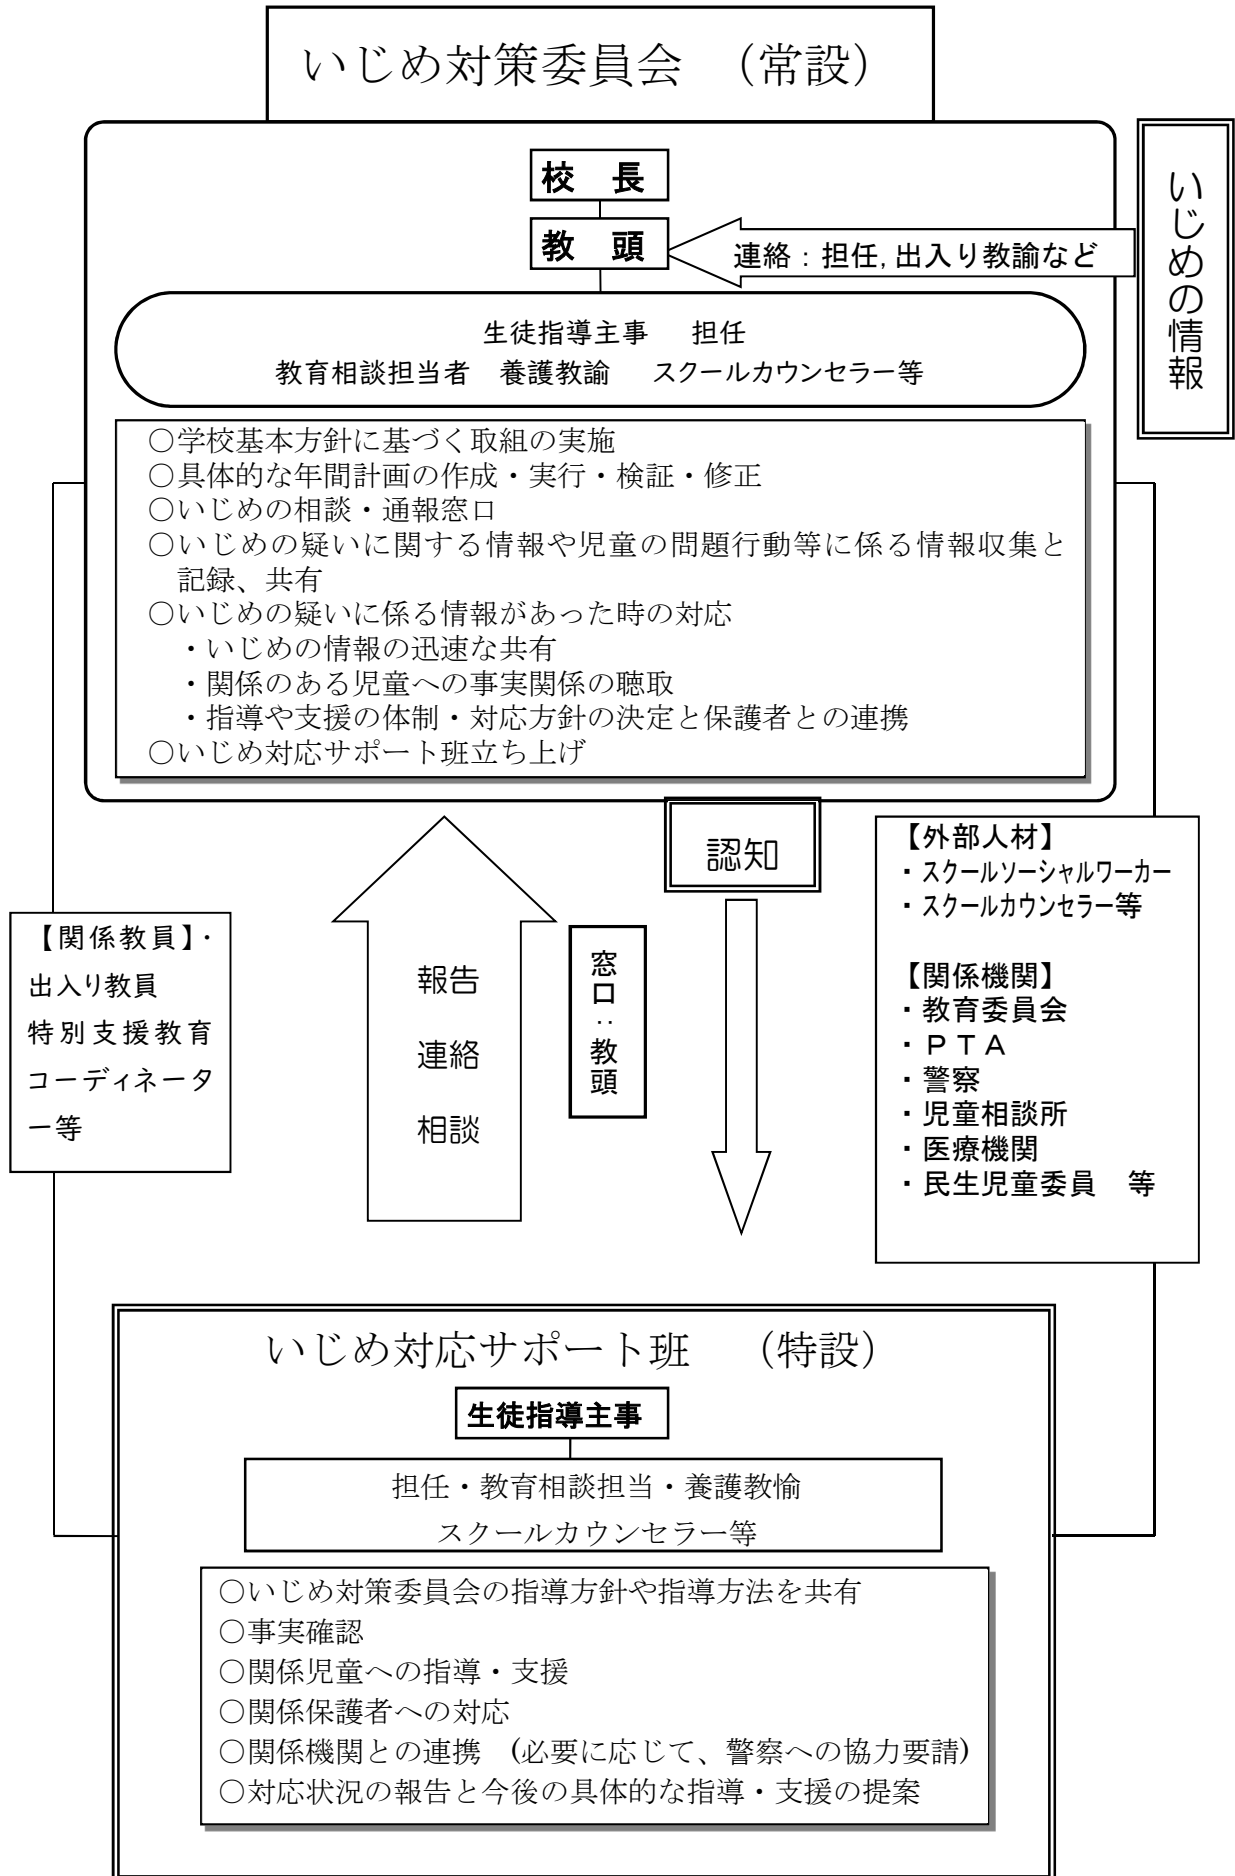 いじめ対策委員会　（常設）
校　長
教　頭
連絡：担任,出入り教諭など
いじめの情報
生徒指導主事　担任
教育相談担当者　養護教諭　スクールカウンセラー等
○学校基本方針に基づく取組の実施
○具体的な年間計画の作成・実行・検証・修正
○いじめの相談・通報窓口
○いじめの疑いに関する情報や児童の問題行動等に係る情報収集と
記録、共有
○いじめの疑いに係る情報があった時の対応
・いじめの情報の迅速な共有
・関係のある児童への事実関係の聴取
・指導や支援の体制・対応方針の決定と保護者との連携
○いじめ対応サポート班立ち上げ
認知
【外部人材】
・スクールソーシャルワーカー
・スクールカウンセラー等
【関係機関】
・教育委員会
・ＰＴＡ
・警察
・児童相談所
・医療機関
・民生児童委員　等
【関係教員】・
出入り教員
特別支援教育
コーディネータ
ー等
報告
連絡
相談
窓口：教頭
いじめ対応サポート班　（特設）
生徒指導主事
担任・教育相談担当・養護教愉
スクールカウンセラー等
○いじめ対策委員会の指導方針や指導方法を共有
○事実確認
○関係児童への指導・支援
○関係保護者への対応
○関係機関との連携　(必要に応じて、警察への協力要請)
○対応状況の報告と今後の具体的な指導・支援の提案